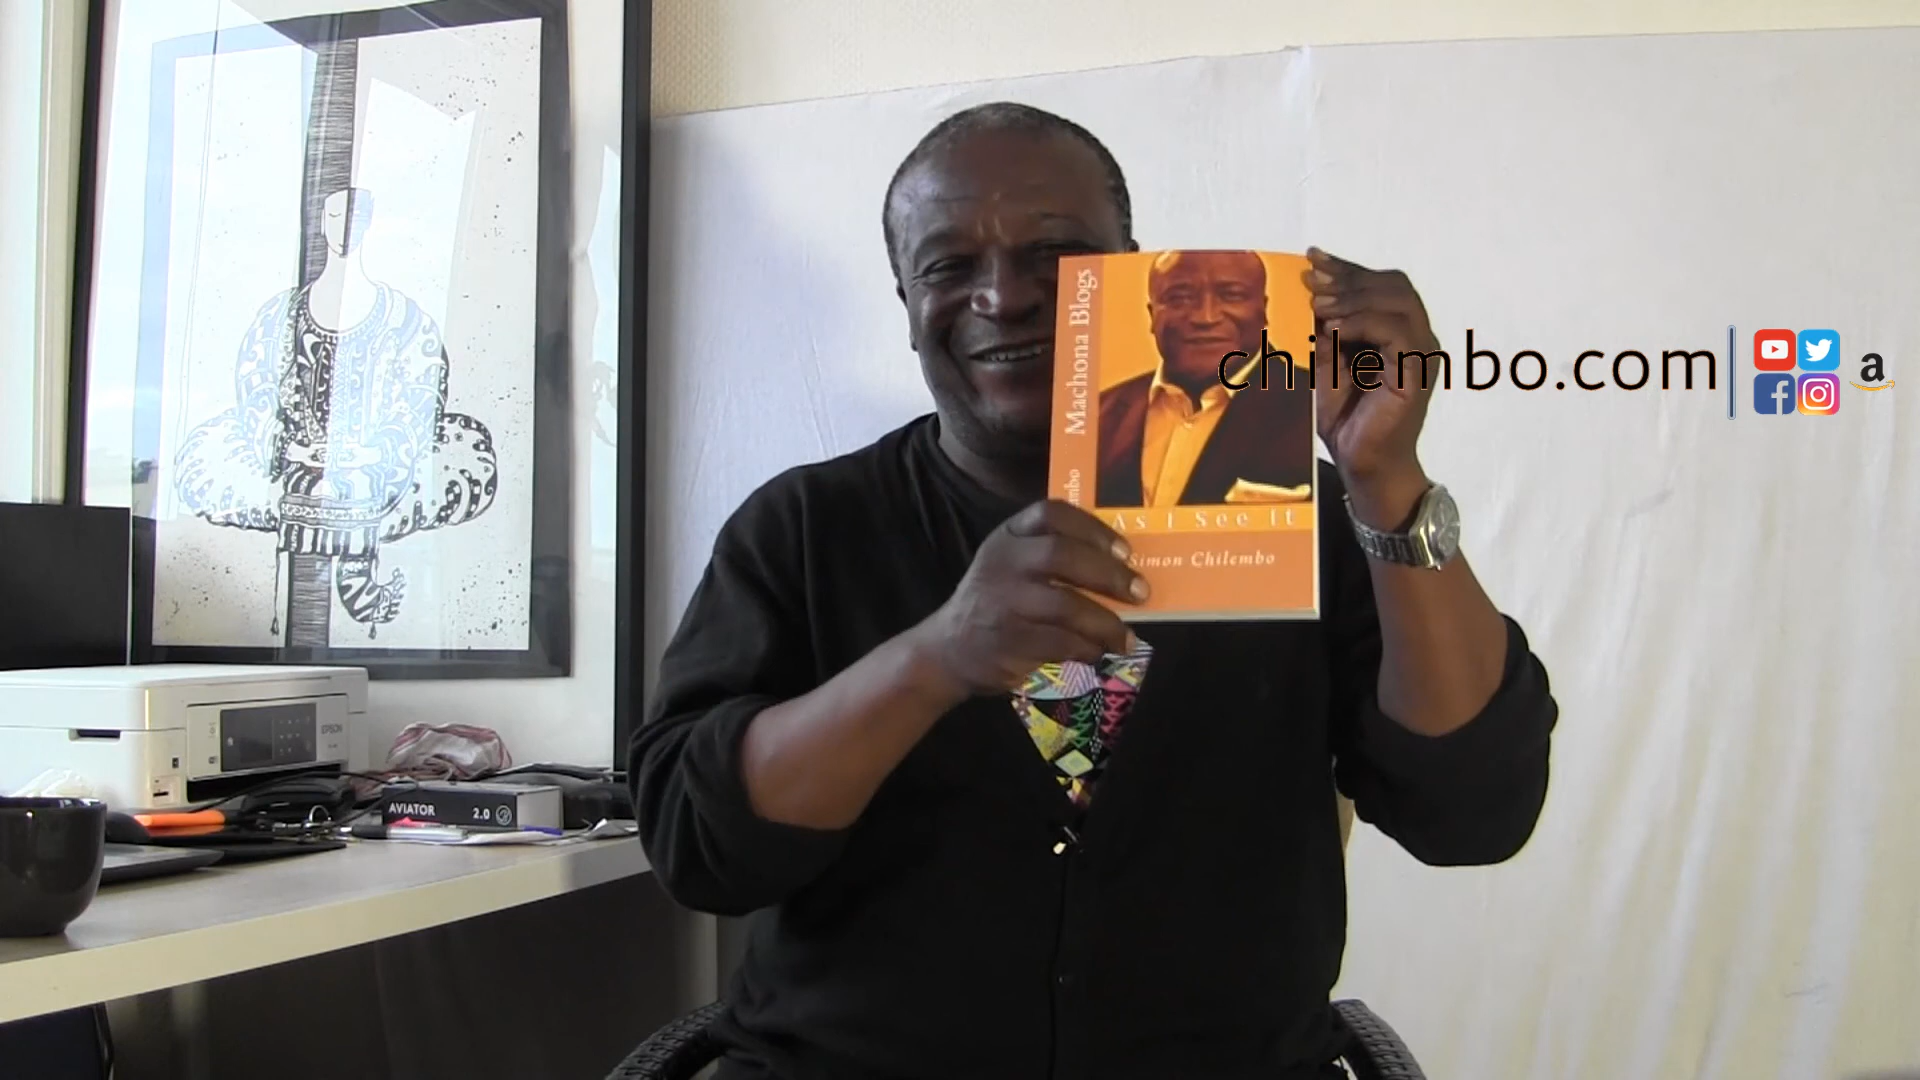 Machona Blogs
As I See It
Simon Chilembo
chilembo.com
a
EPSON
AVIATOR 2.0